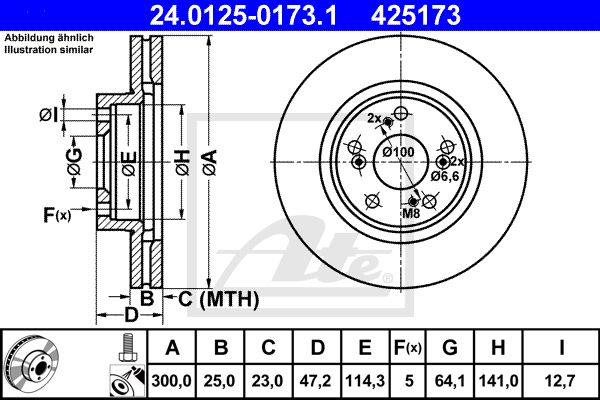 24.0125-0173.1 425173
Abbildung ähnlich
Illustration similar
ØI
ØG
ØE
ØH
ØA
F(x)
B
C (MTH)
D
2x
Ø100
2x
Ø6,6
M8
Ate
®
A B C D E F(x) G H I
300,0 25,0 23,0 47,2 114,3 5 64,1 141,0 12,7